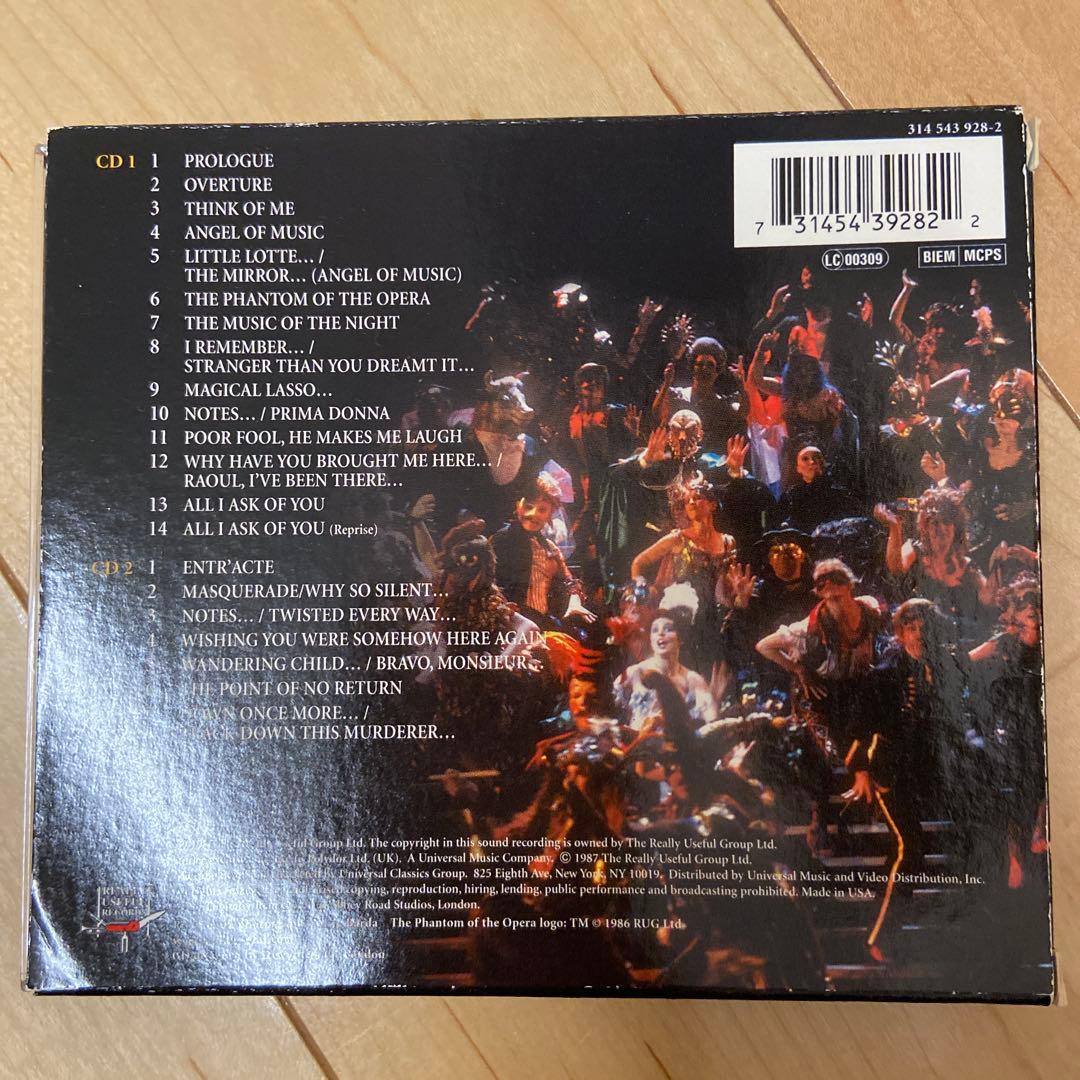 314 543 928-2
7 31454 39282 2
LC 00309
BIEM MCPS
CD 1 1 PROLOGUE
2 OVERTURE
3 THINK OF ME
4 ANGEL OF MUSIC
5 LITTLE LOTTE... /
THE MIRROR... (ANGEL OF MUSIC)
6 THE PHANTOM OF THE OPERA
7 THE MUSIC OF THE NIGHT
8 I REMEMBER... /
STRANGER THAN YOU DREAMT IT...
9 MAGICAL LASSO...
10 NOTES... / PRIMA DONNA
11 POOR FOOL, HE MAKES ME LAUGH
12 WHY HAVE YOU BROUGHT ME HERE... /
RAOUL, I'VE BEEN THERE...
13 ALL I ASK OF YOU
14 ALL I ASK OF YOU (Reprise)
CD 2 1 ENTR'ACTE
2 MASQUERADE/WHY SO SILENT...
3 NOTES... / TWISTED EVERY WAY...
4 WISHING YOU WERE SOMEHOW HERE AGAIN
WANDERING CHILD... / BRAVO, MONSIEUR...
THE POINT OF NO RETURN
DOWN ONCE MORE... /
TRACK DOWN THIS MURDERER...
Useful Group Ltd. The copyright in this sound recording is owned by The Really Useful Group Ltd.
Polydor Ltd. (UK). A Universal Music Company. © 1987 The Really Useful Group Ltd.
Universal Classics Group. 825 Eighth Ave, New York, NY 10019. Distributed by Universal Music and Video Distribution, Inc.
copying, reproduction, hiring, lending, public performance and broadcasting prohibited. Made in USA.
Abbey Road Studios, London.
The Phantom of the Opera logo: TM © 1986 RUG Ltd.
REALLY
USEFUL
RECORDS